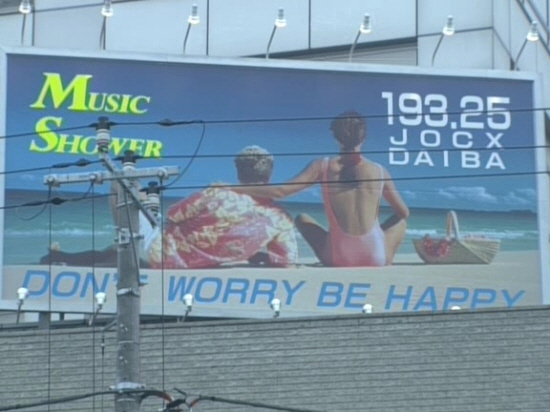 MUSIC
SHOWER
193.25
JOCX
DAIBA
DON'T WORRY BE HAPPY